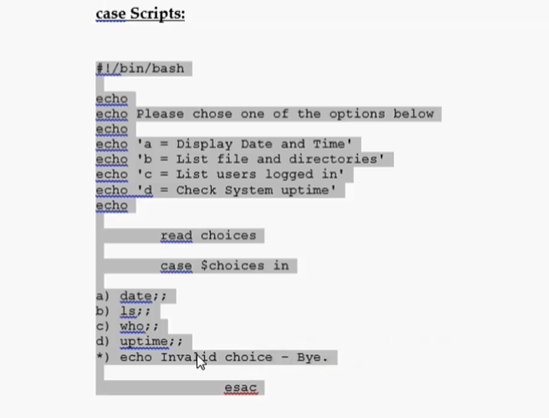 case Scripts:
#!/bin/bash
echo
echo Please chose one of the options below
echo
echo 'a = Display Date and Time'
echo 'b = List file and directories'
echo 'c = List users logged in'
echo 'd = Check System uptime'
echo
read choices
case $choices in
a) date;;
b) ls;;
c) who;;
d) uptime;;
*) echo Invalid choice - Bye.
esac